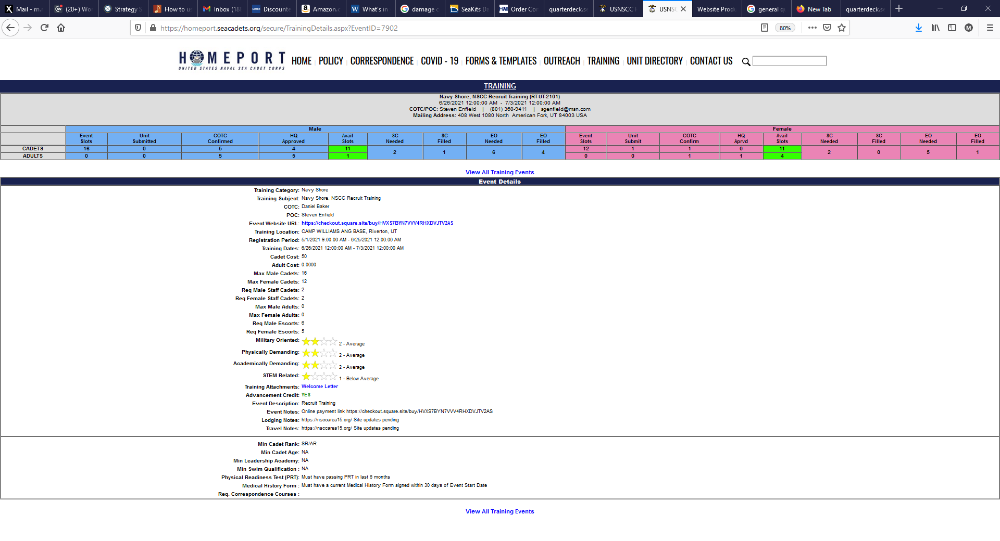 Mail - m.r
(20+) Wor
Strategy S
How to us
Inbox (188
Discounte
Amazon.c
What's in
damage c
SeaKits Da
Order Cor
quarterdeck.se
USNSCC H
USNSC
Website Produ
general qu
New Tab
quarterdeck.se
https://homeport.seacadets.org/secure/TrainingDetails.aspx?EventID=7902
80%
M
HOMEPORT
UNITED STATES NAVAL SEA CADET CORPS
HOME | POLICY | CORRESPONDENCE | COVID - 19 | FORMS & TEMPLATES | OUTREACH | TRAINING | UNIT DIRECTORY | CONTACT US
TRAINING
Navy Shore, NSCC Recruit Training (RT-UT-2101)
6/26/2021 12:00:00 AM - 7/3/2021 12:00:00 AM
COTC/POC: Steven Enfield | (801) 360-9411 | sgenfield@msn.com
Mailing Address: 408 West 1080 North American Fork, UT 84003 USA
Male Female
Event Slots Unit Submitted COTC Confirmed HQ Approved Avail Slots SC Needed SC Filled EO Needed EO Filled Event Slots Unit Submit COTC Confirm HQ Aprvd Avail Slots SC Needed SC Filled EO Needed EO Filled
CADETS 16 0 5 4 11 2 1 6 4 12 1 1 0 11 2 0 5 1
ADULTS 0 0 5 5 1 0 0 1 1 4
View All Training Events
Event Details
Training Category: Navy Shore
Training Subject: Navy Shore, NSCC Recruit Training
COTC: Daniel Baker
POC: Steven Enfield
Event Website URL: https://checkout.square.site/buy/HVXS7BYN7VVV4RHXDVJTV2AS
Training Location: CAMP WILLIAMS ANG BASE, Riverton, UT
Registration Period: 5/1/2021 9:00:00 AM - 6/25/2021 12:00:00 AM
Training Dates: 6/26/2021 12:00:00 AM - 7/3/2021 12:00:00 AM
Cadet Cost: 50
Adult Cost: 0.0000
Max Male Cadets: 16
Max Female Cadets: 12
Req Male Staff Cadets: 2
Req Female Staff Cadets: 2
Max Male Adults: 0
Max Female Adults: 0
Req Male Escorts: 6
Req Female Escorts: 5
Military Oriented: 2 - Average
Physically Demanding: 2 - Average
Academically Demanding: 2 - Average
STEM Related: 1 - Below Average
Training Attachments: Welcome Letter
Advancement Credit: YES
Event Description: Recruit Training
Event Notes: Online payment link https://checkout.square.site/buy/HVXS7BYN7VVV4RHXDVJTV2AS
Lodging Notes: https://nsccarea15.org/ Site updates pending
Travel Notes: https://nsccarea15.org/ Site updates pending
Min Cadet Rank: SR/AR
Min Cadet Age: NA
Min Leadership Academy: NA
Min Swim Qualification : NA
Physical Readiness Test (PRT): Must have passing PRT in last 6 months
Medical History Form : Must have a current Medical History Form signed within 30 days of Event Start Date
Req. Correspondence Courses :
View All Training Events